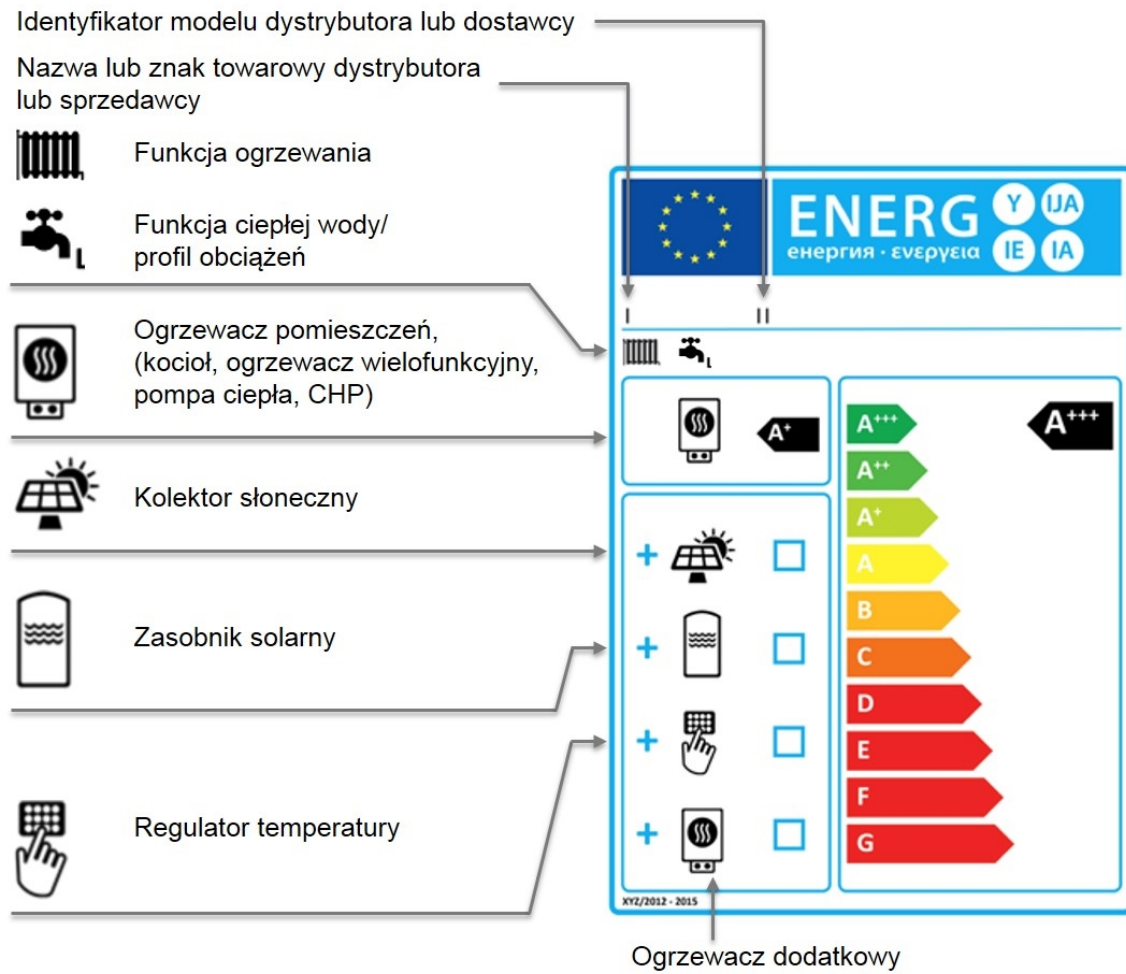 Identyfikator modelu dystrybutora lub dostawcy
Nazwa lub znak towarowy dystrybutora
lub sprzedawcy
Funkcja ogrzewania
Funkcja ciepłej wody/
profil obciążeń
L
Ogrzewacz pomieszczeń,
(kocioł, ogrzewacz wielofunkcyjny,
pompa ciepła, CHP)
Kolektor słoneczny
Zasobnik solarny
Regulator temperatury
ENERG
Y IJA
IE IA
енергия · ενεργεια
I II
L
A+
A+++
A+++
A++
A+
A
B
C
D
E
F
G
XYZ/2012 - 2015
Ogrzewacz dodatkowy